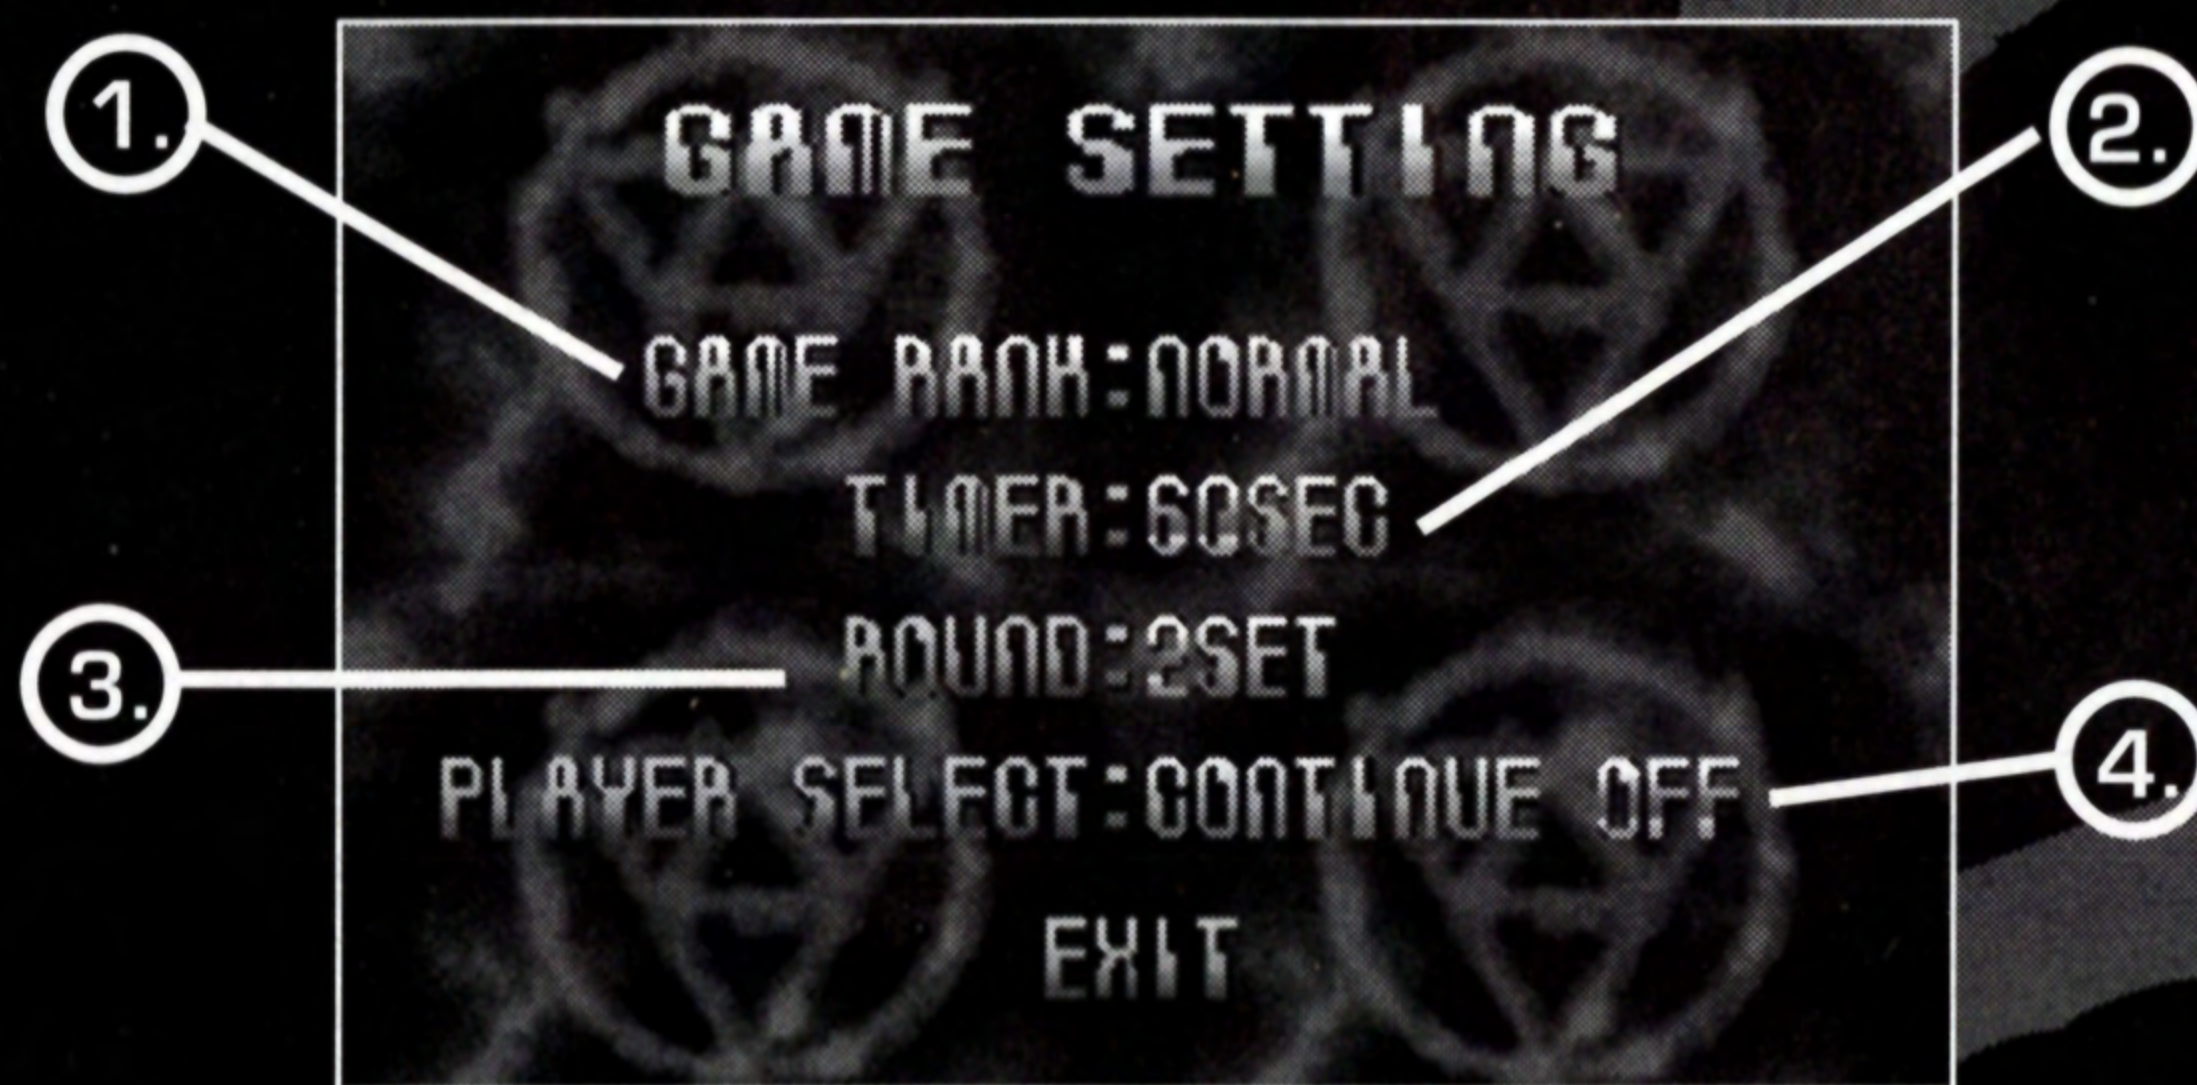 1.
2.
GAME SETTING
GAME RANK:NORMAL
TIMER:60SEC
3.
ROUND:2SET
4.
PLAYER SELECT:CONTINUE OFF
EXIT